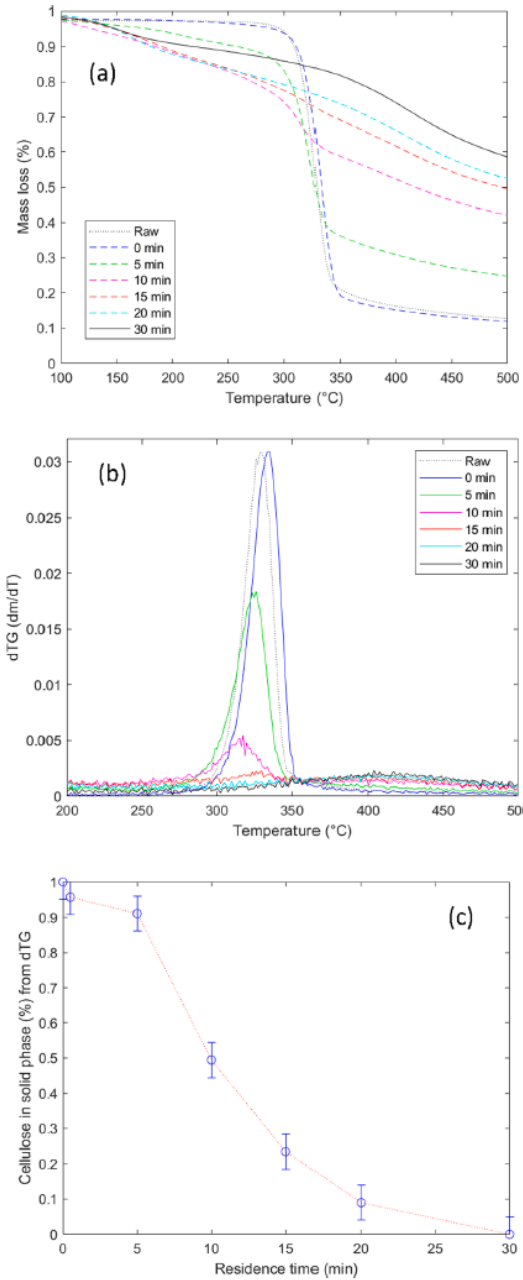 (a)
1
0.9
0.8
0.7
0.6
0.5
0.4
0.3
0.2
0.1
0
Mass loss (%)
Raw
0 min
5 min
10 min
15 min
20 min
30 min
100 150 200 250 300 350 400 450 500
Temperature (°C)
(b)
0.03
0.025
0.02
0.015
0.01
0.005
0
dTG (dm/dT)
Raw
0 min
5 min
10 min
15 min
20 min
30 min
200 250 300 350 400 450 500
Temperature (°C)
(c)
1
0.9
0.8
0.7
0.6
0.5
0.4
0.3
0.2
0.1
0
Cellulose in solid phase (%) from dTG
0 5 10 15 20 25 30
Residence time (min)